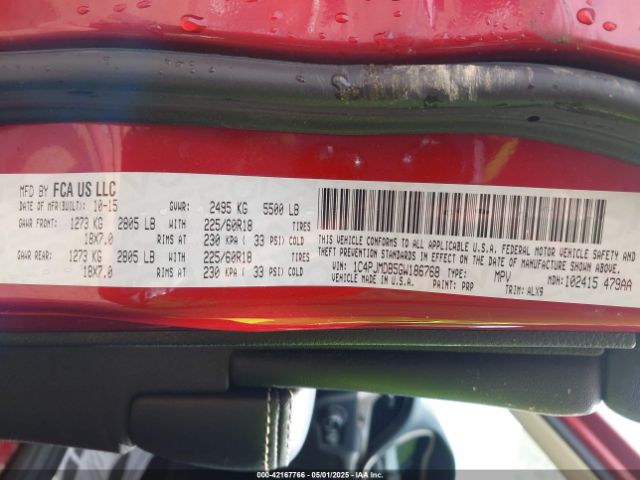 MFD BY FCA US LLC
DATE OF MFR(BUILT): 10-15 GVWR: 2495 KG 5500 LB
GAWR FRONT: 1273 KG 2805 LB WITH 225/60R18 TIRES
18X7.0 RIMS AT 230 KPA ( 33 PSI) COLD
GAWR REAR: 1273 KG 2805 LB WITH 225/60R18 TIRES
18X7.0 RIMS AT 230 KPA ( 33 PSI) COLD
THIS VEHICLE CONFORMS TO ALL APPLICABLE U.S.A. FEDERAL MOTOR VEHICLE SAFETY AND
THEFT PREVENTION STANDARDS IN EFFECT ON THE DATE OF MANUFACTURE SHOWN ABOVE.
VIN: 1C4PJMDB5GW186768 TYPE: MPV MDH: 102415 479AA
VEHICLE MADE IN U.S.A. PAINT: PRP TRIM: ALX9
000-42167766 - 05/01/2025 - IAAI.COM